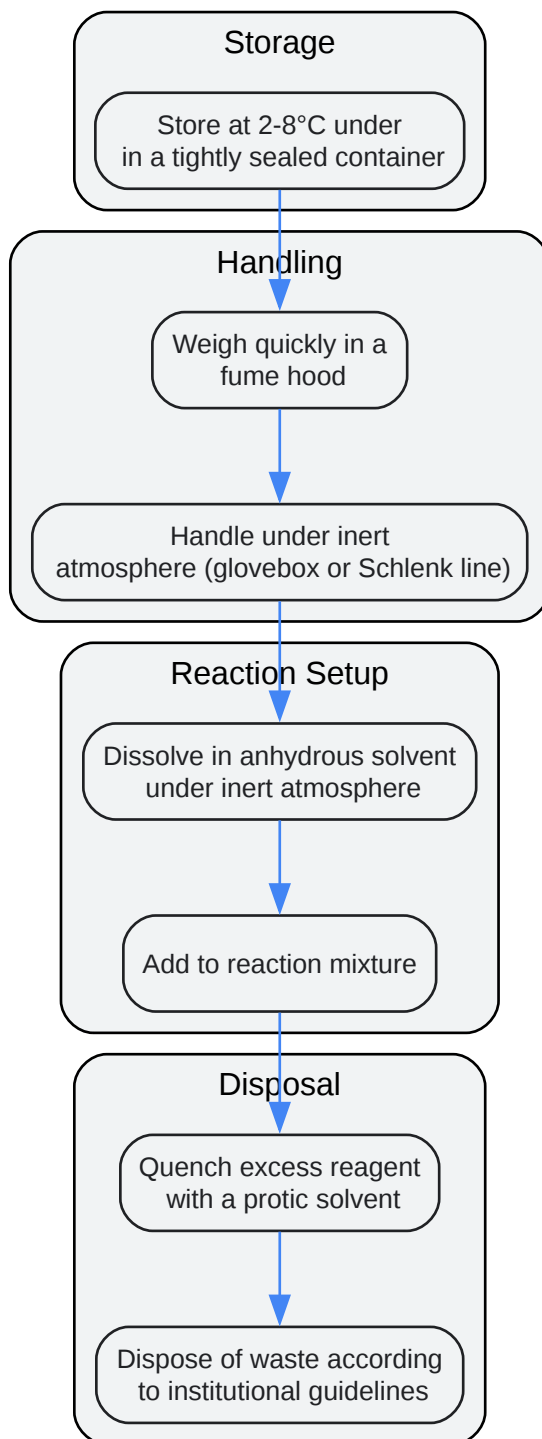 Storage
Store at 2-8°C under
in a tightly sealed container
Handling
Weigh quickly in a
fume hood
Handle under inert
atmosphere (glovebox or Schlenk line)
Reaction Setup
Dissolve in anhydrous solvent
under inert atmosphere
Add to reaction mixture
Disposal
Quench excess reagent
with a protic solvent
Dispose of waste according
to institutional guidelines